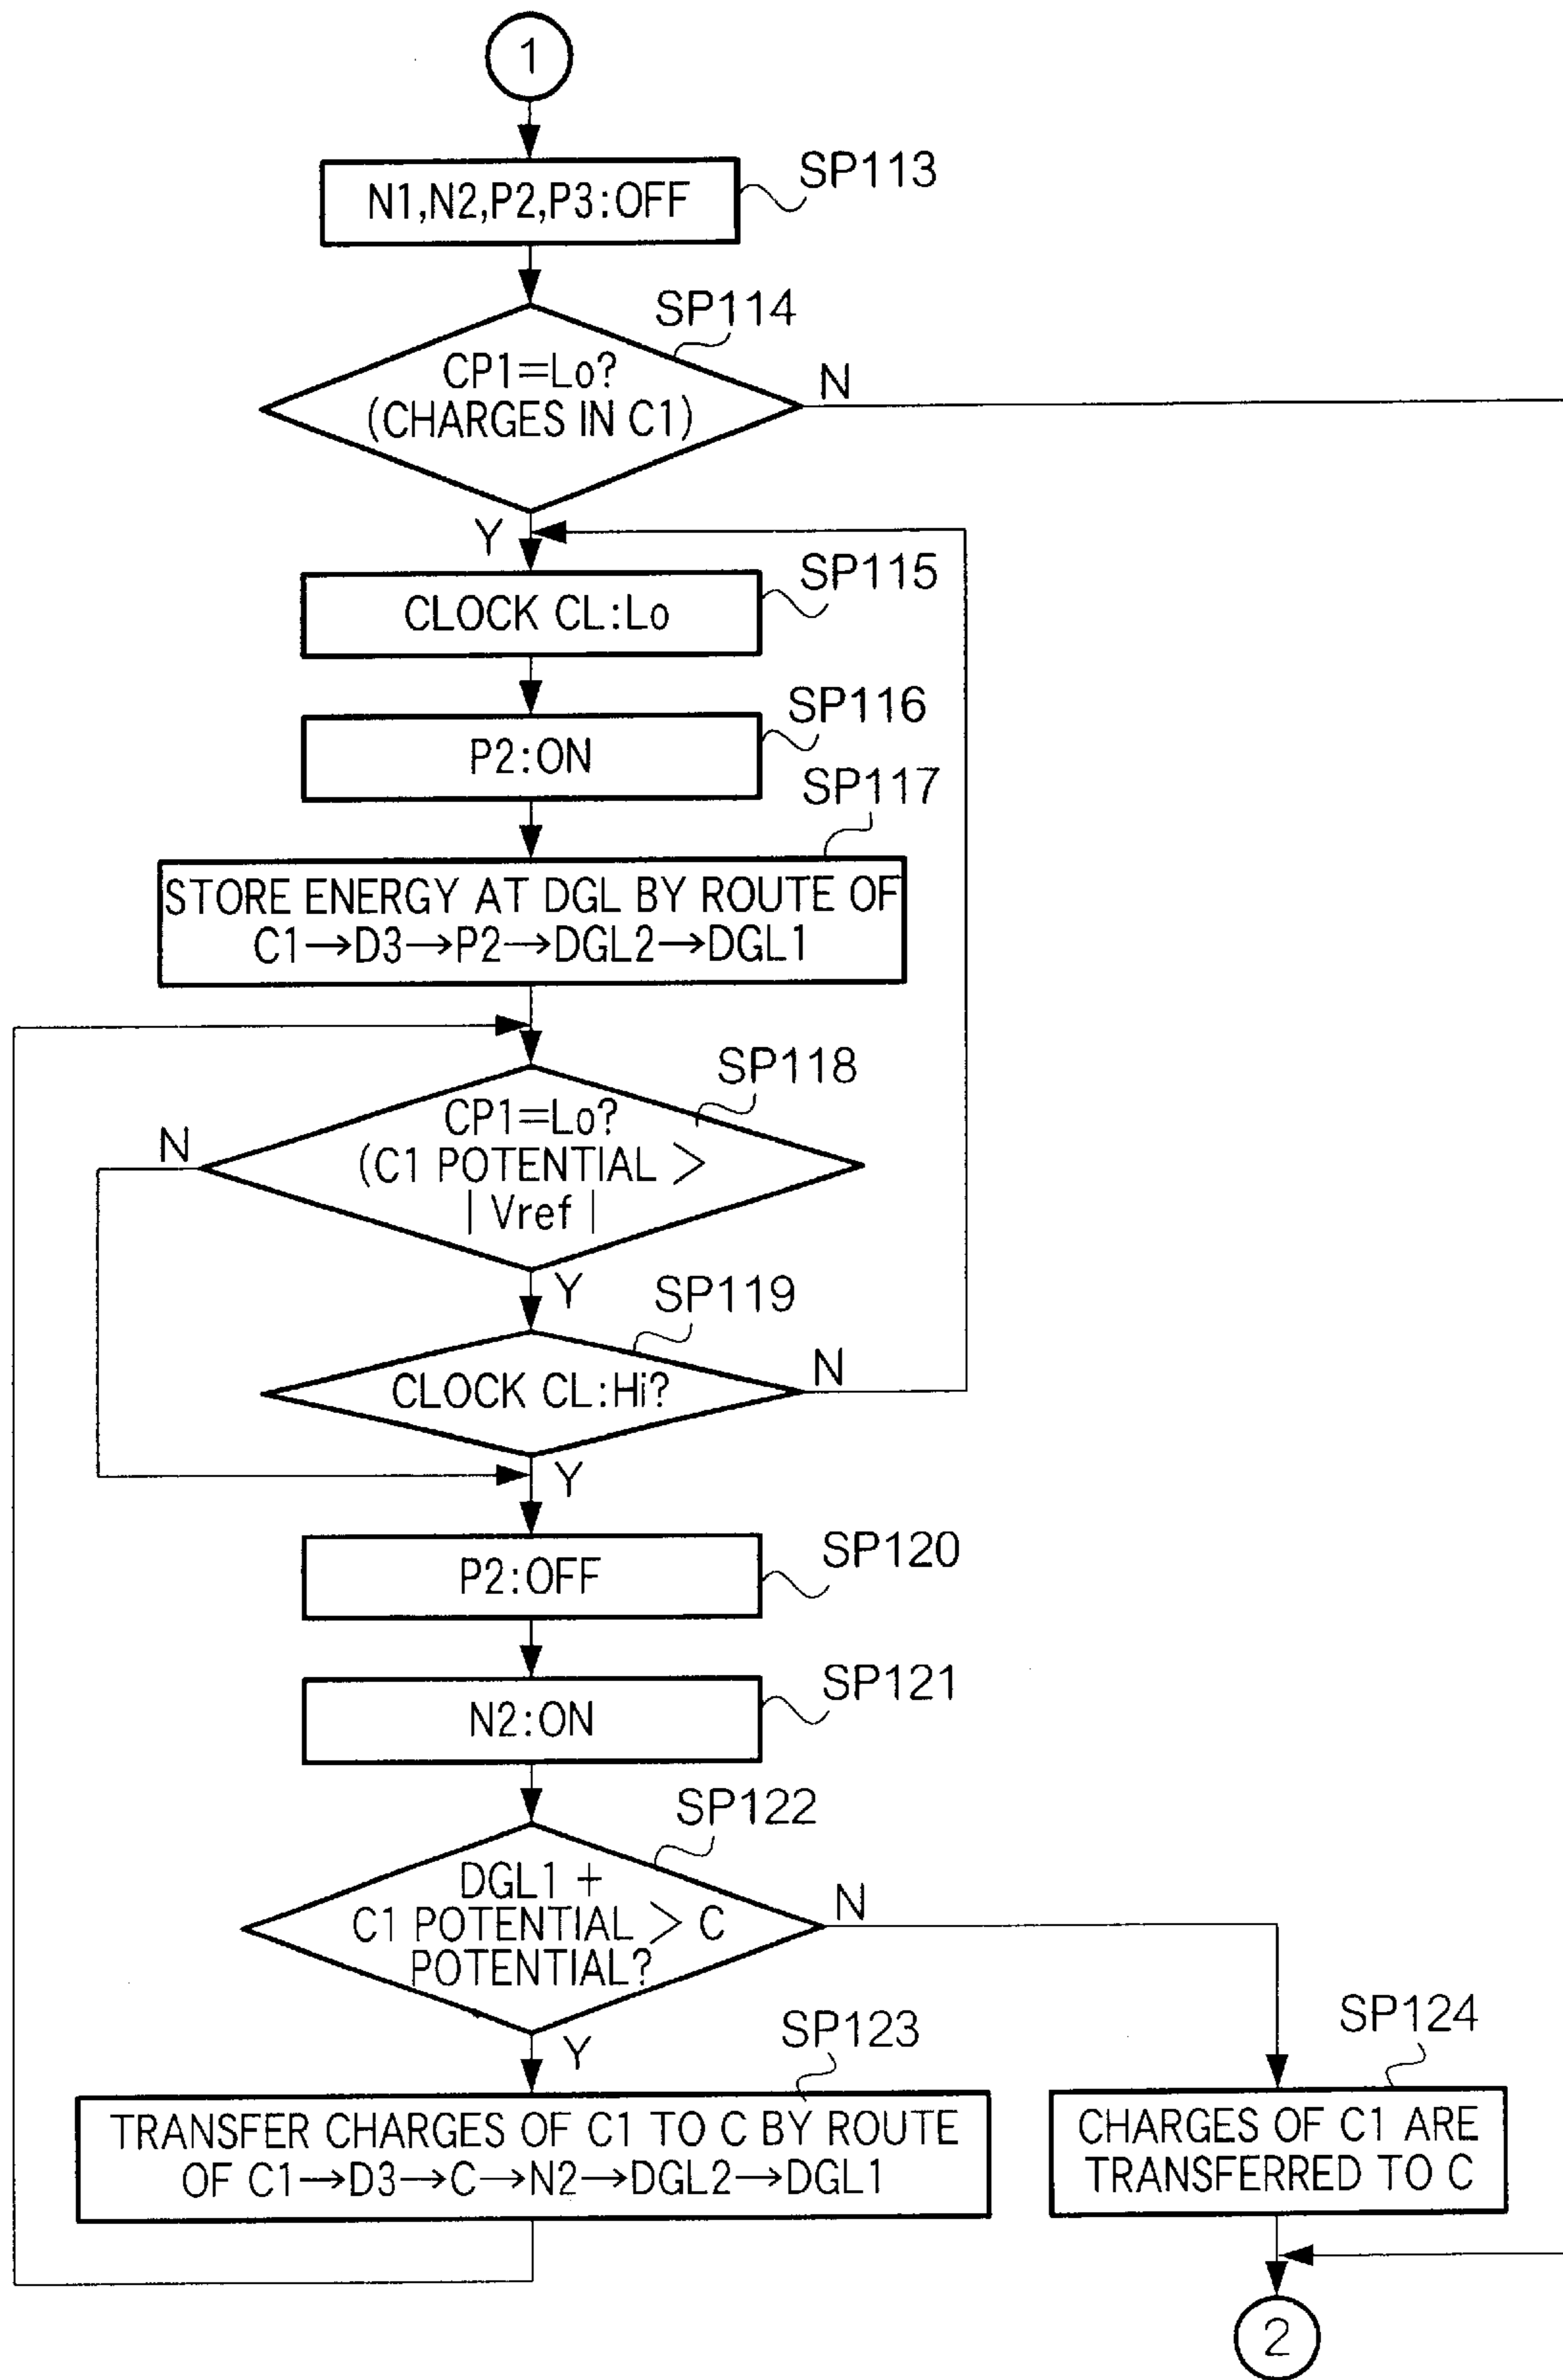 1
N1,N2,P2,P3:OFF
SP113
SP114
CP1=Lo?
(CHARGES IN C1)
N
Y
SP115
CLOCK CL:Lo
SP116
P2:ON
SP117
STORE ENERGY AT DGL BY ROUTE OF
C1→D3→P2→DGL2→DGL1
SP118
CP1=Lo?
(C1 POTENTIAL >
| Vref |
N
Y
SP119
CLOCK CL:Hi?
N
Y
P2:OFF
SP120
N2:ON
SP121
SP122
DGL1 +
C1 POTENTIAL > C
POTENTIAL?
N
Y
SP123
TRANSFER CHARGES OF C1 TO C BY ROUTE
OF C1→D3→C→N2→DGL2→DGL1
SP124
CHARGES OF C1 ARE
TRANSFERRED TO C
2